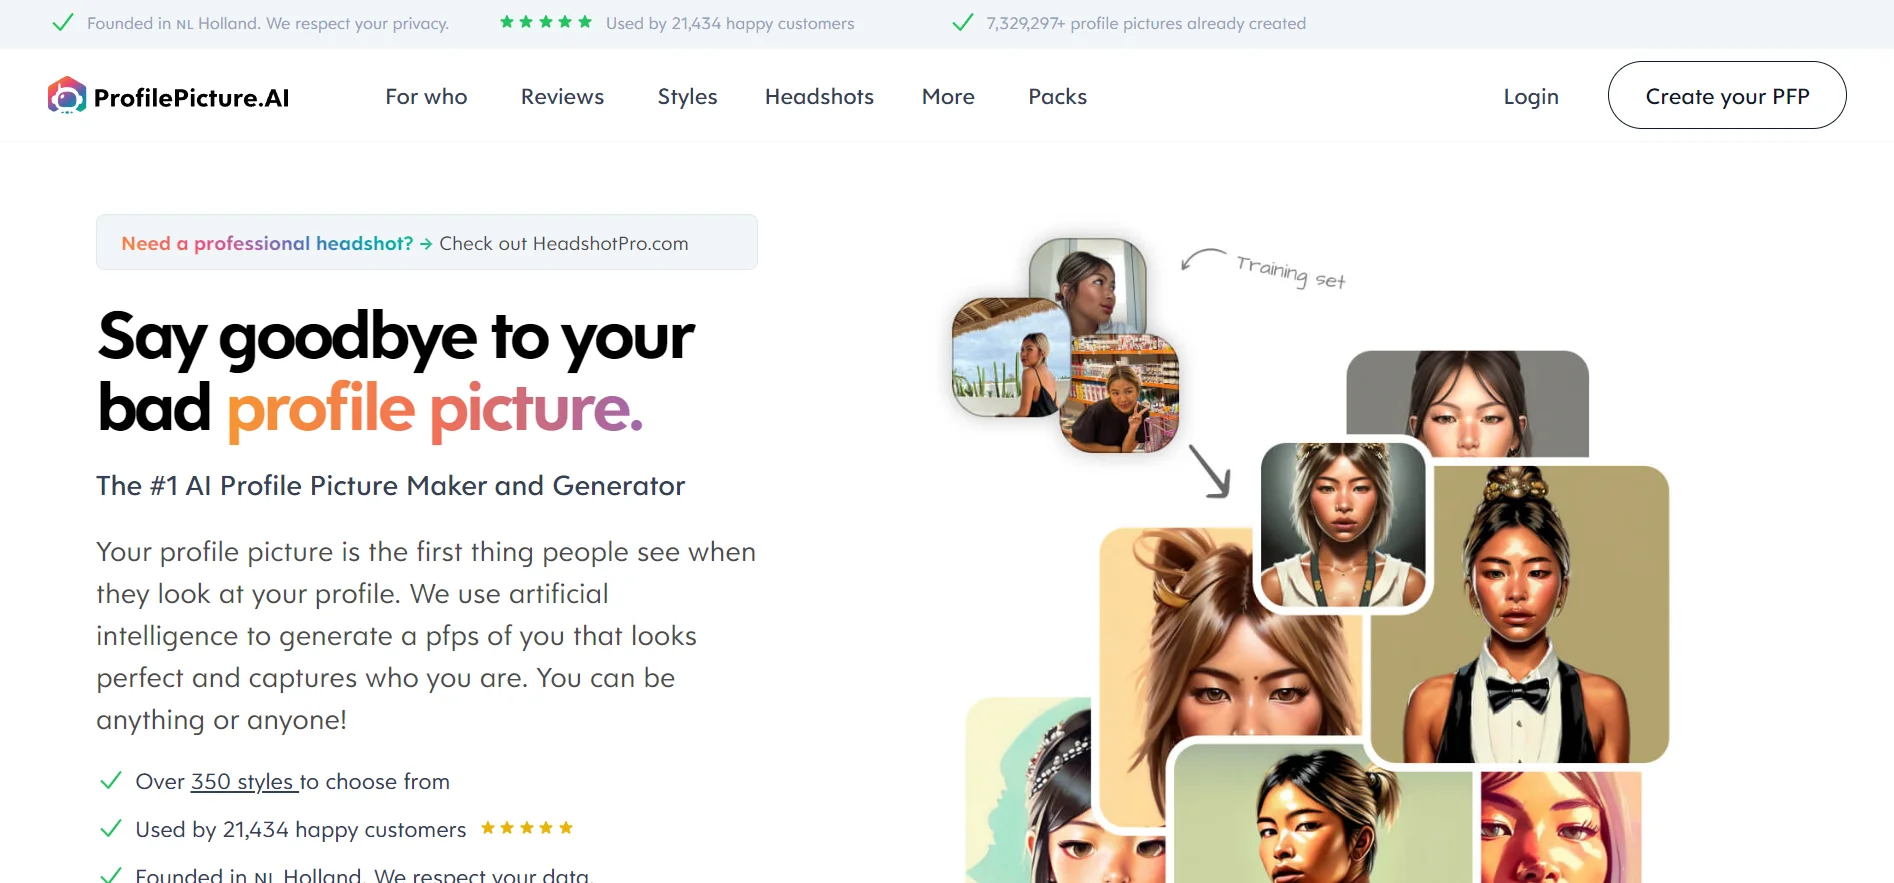 Founded in NL Holland. We respect your privacy.
Used by 21,434 happy customers
7,329,297+ profile pictures already created
ProfilePicture.AI
For who
Reviews
Styles
Headshots
More
Packs
Login
Create your PFP
Need a professional headshot? → Check out HeadshotPro.com
Training set
Say goodbye to your
bad profile picture.
The #1 AI Profile Picture Maker and Generator
Your profile picture is the first thing people see when
they look at your profile. We use artificial
intelligence to generate a pfps of you that looks
perfect and captures who you are. You can be
anything or anyone!
Over 350 styles to choose from
Used by 21,434 happy customers
Founded in NL Holland. We respect your data.